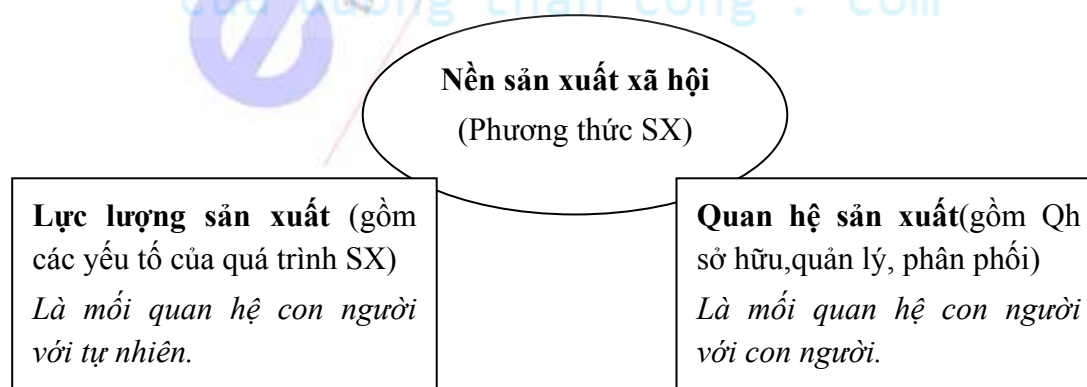 cuu duong than cong . com
Nền sản xuất xã hội
(Phương thức SX)
Lực lượng sản xuất (gồm
các yếu tố của quá trình SX)
Là mối quan hệ con người
với tự nhiên.
Quan hệ sản xuất(gồm Qh
sở hữu,quản lý, phân phối)
Là mối quan hệ con người
với con người.